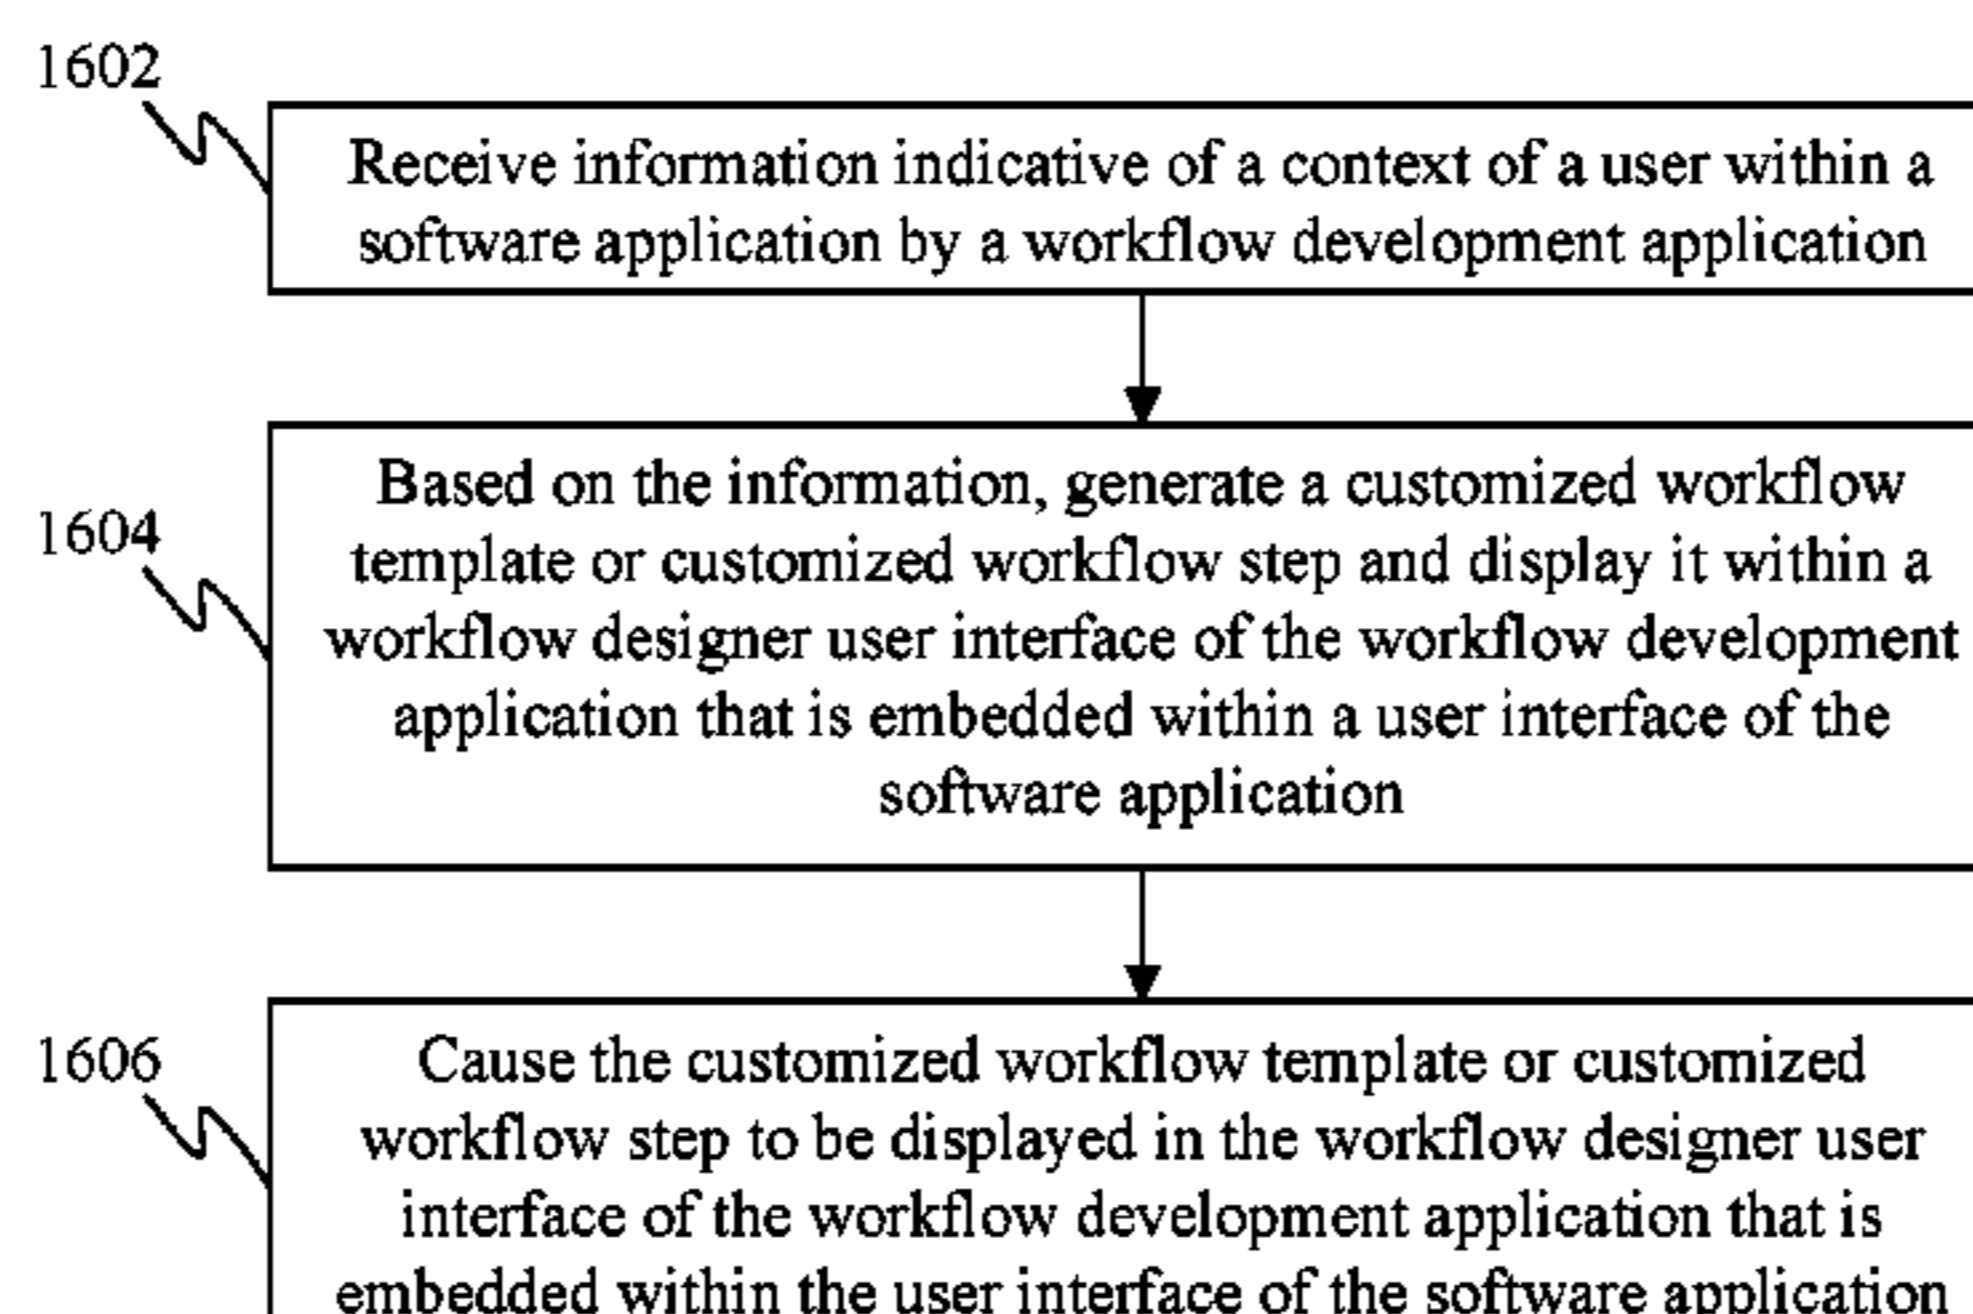 1602
Receive information indicative of a context of a user within a
software application by a workflow development application
1604
Based on the information, generate a customized workflow
template or customized workflow step and display it within a
workflow designer user interface of the workflow development
application that is embedded within a user interface of the
software application
1606
Cause the customized workflow template or customized
workflow step to be displayed in the workflow designer user
interface of the workflow development application that is
embedded within the user interface of the software application